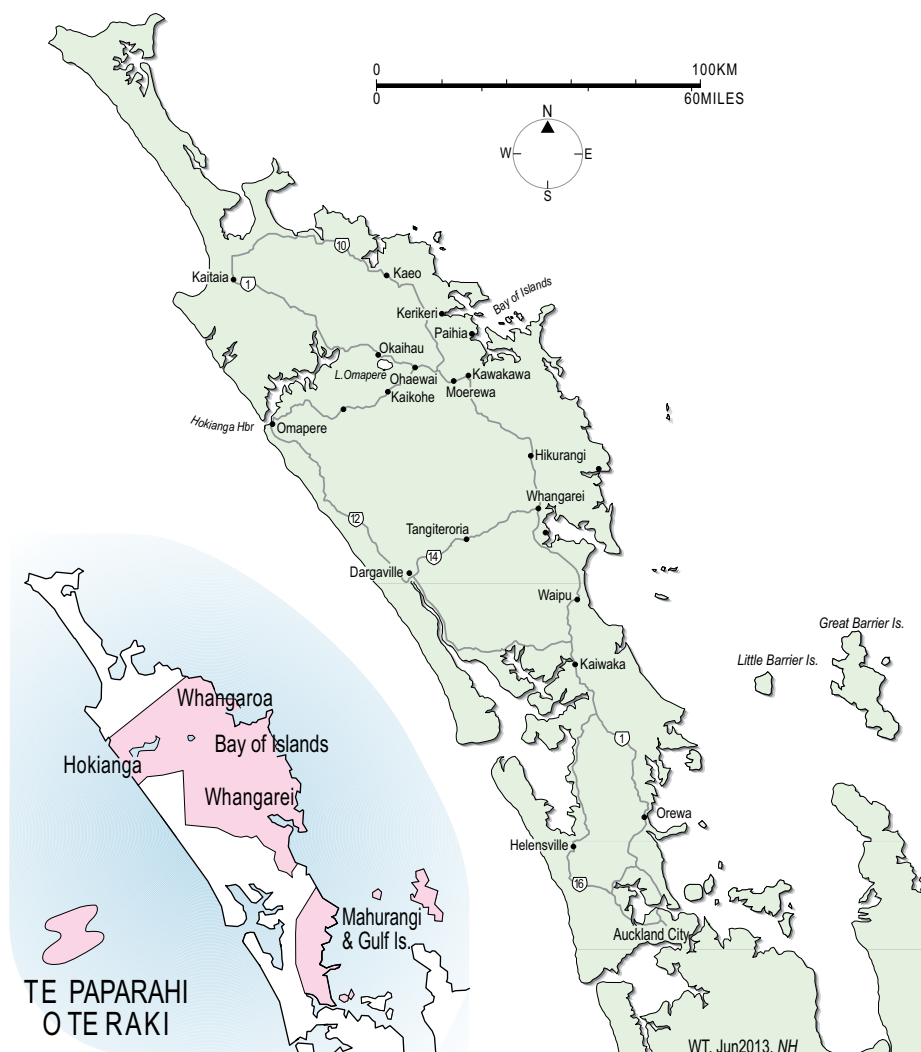 0 100KM
0 60MILES
N
W E
S
10
Kaitaia
1
Kaeo
Bay of Islands
Kerikeri
Paihia
Okaihau
L.Omapere
Ohaewai
Kawakawa
Moerewa
Kaikohe
Hokianga Hbr
Omapere
Hikurangi
Whangarei
12
Tangiteroria
14
Dargaville
Waipu
Great Barrier Is.
Little Barrier Is.
Kaiwaka
1
Orewa
Helensville
16
Auckland City
Whangaroa
Bay of Islands
Hokianga
Whangarei
Mahurangi
& Gulf Is.
TE PAPARAHI
O TE RAKI
WT, Jun2013, NH